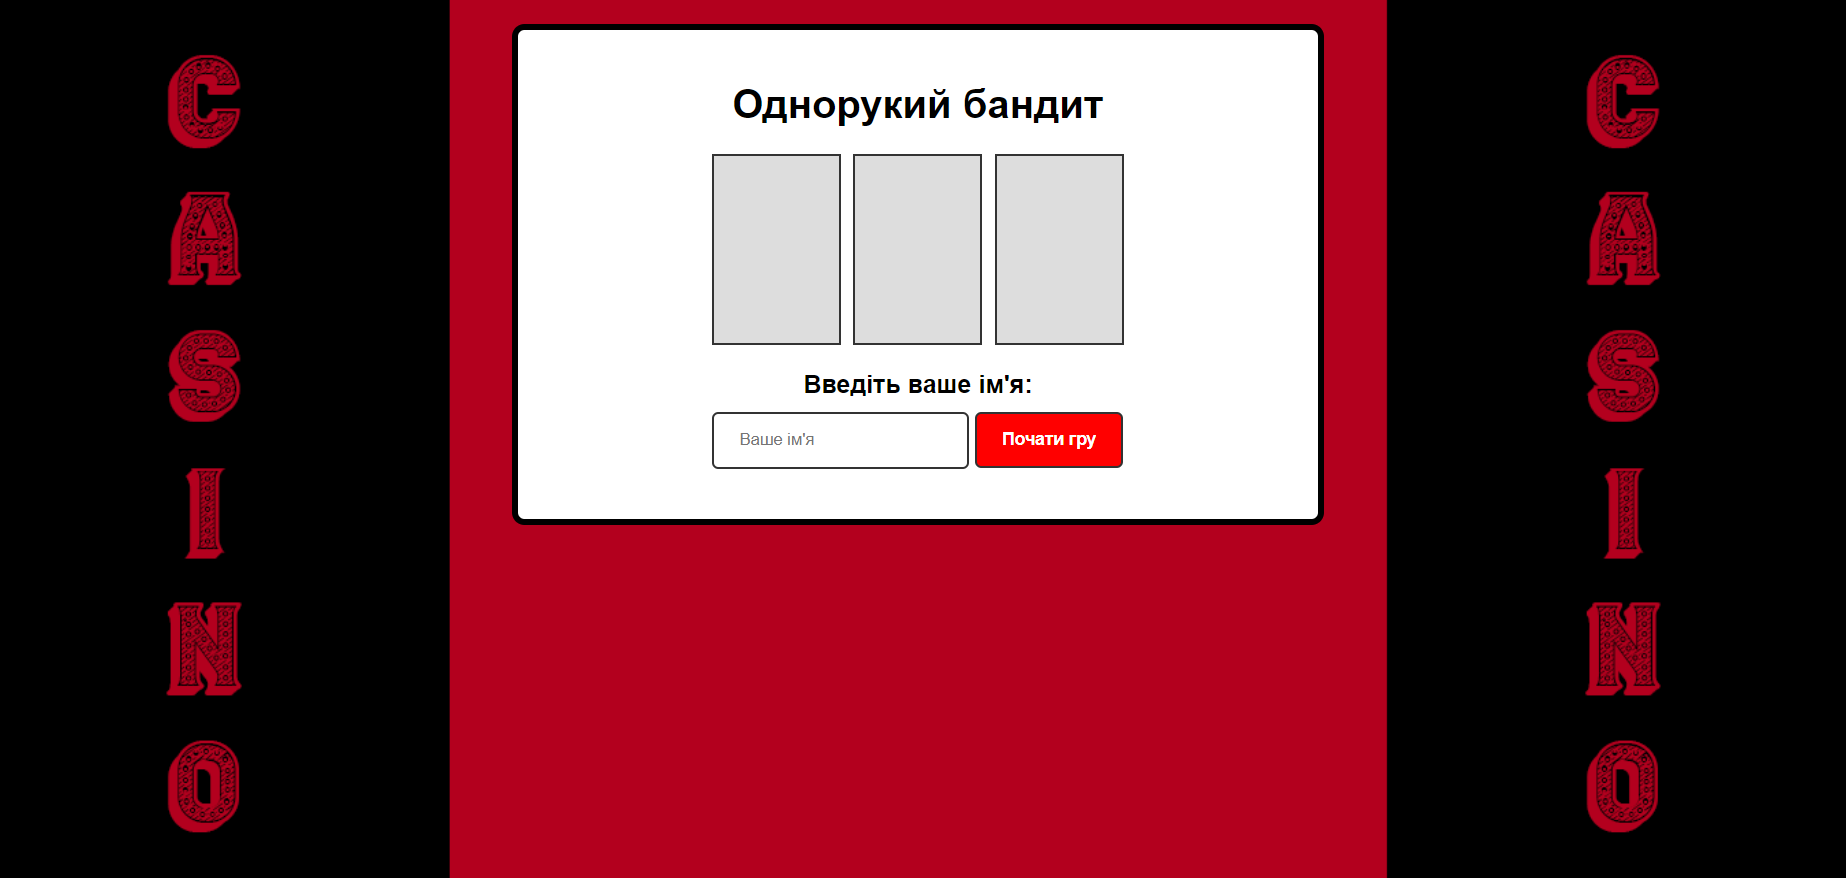 C
A
S
I
N
O
Однорукий бандит
Введіть ваше ім'я:
Ваше ім'я
Почати гру
C
A
S
I
N
O